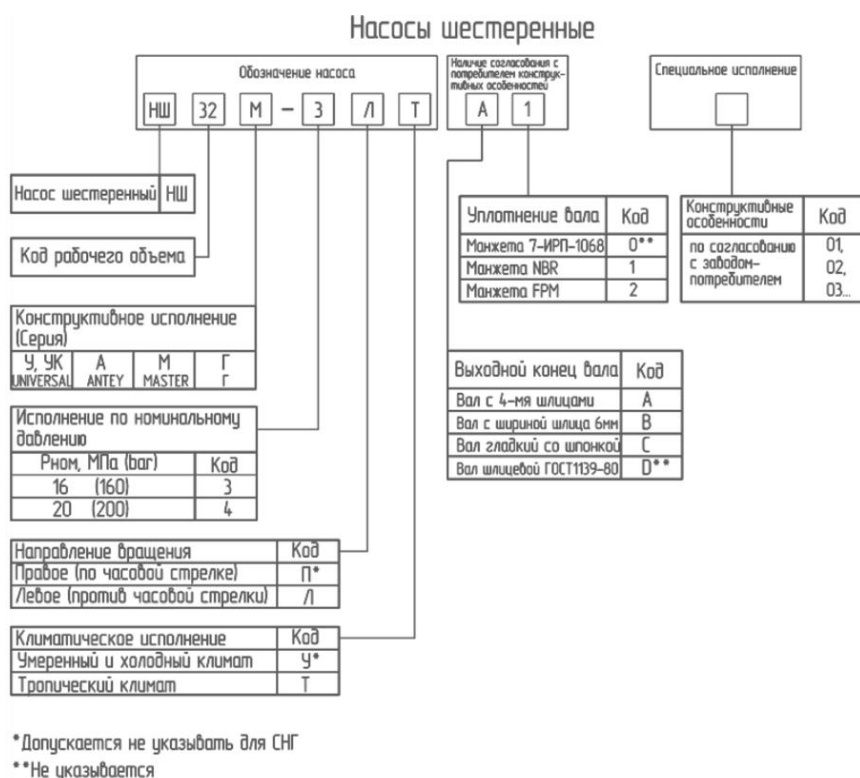 Насосы шестеренные
Обозначение насоса
НШ 32 М - 3 Л Т
Наличие согласования с
потребителем конструк-
тивных особенностей
А 1
Специальное исполнение
Насос шестеренный НШ
Код рабочего объема
Конструктивное исполнение
(Серия)
У, УК А М Г
UNIVERSAL ANTEY MASTER Г
Исполнение по номинальному
давлению
Рном, МПа (bar) Код
16 (160) 3
20 (200) 4
Направление вращения Код
Правое (по часовой стрелке) П*
Левое (против часовой стрелки) Л
Климатическое исполнение Код
Умеренный и холодный климат У*
Тропический климат Т
Уплотнение вала Код
Манжета 7-ИРП-1068 0**
Манжета NBR 1
Манжета FPM 2
Конструктивные
особенности Код
по согласованию 01,
с заводом- 02,
потребителем 03...
Выходной конец вала Код
Вал с 4-мя шлицами A
Вал с шириной шлица 6мм B
Вал гладкий со шпонкой C
Вал шлицевой ГОСТ1139-80 D**
*Допускается не указывать для СНГ
**Не указывается